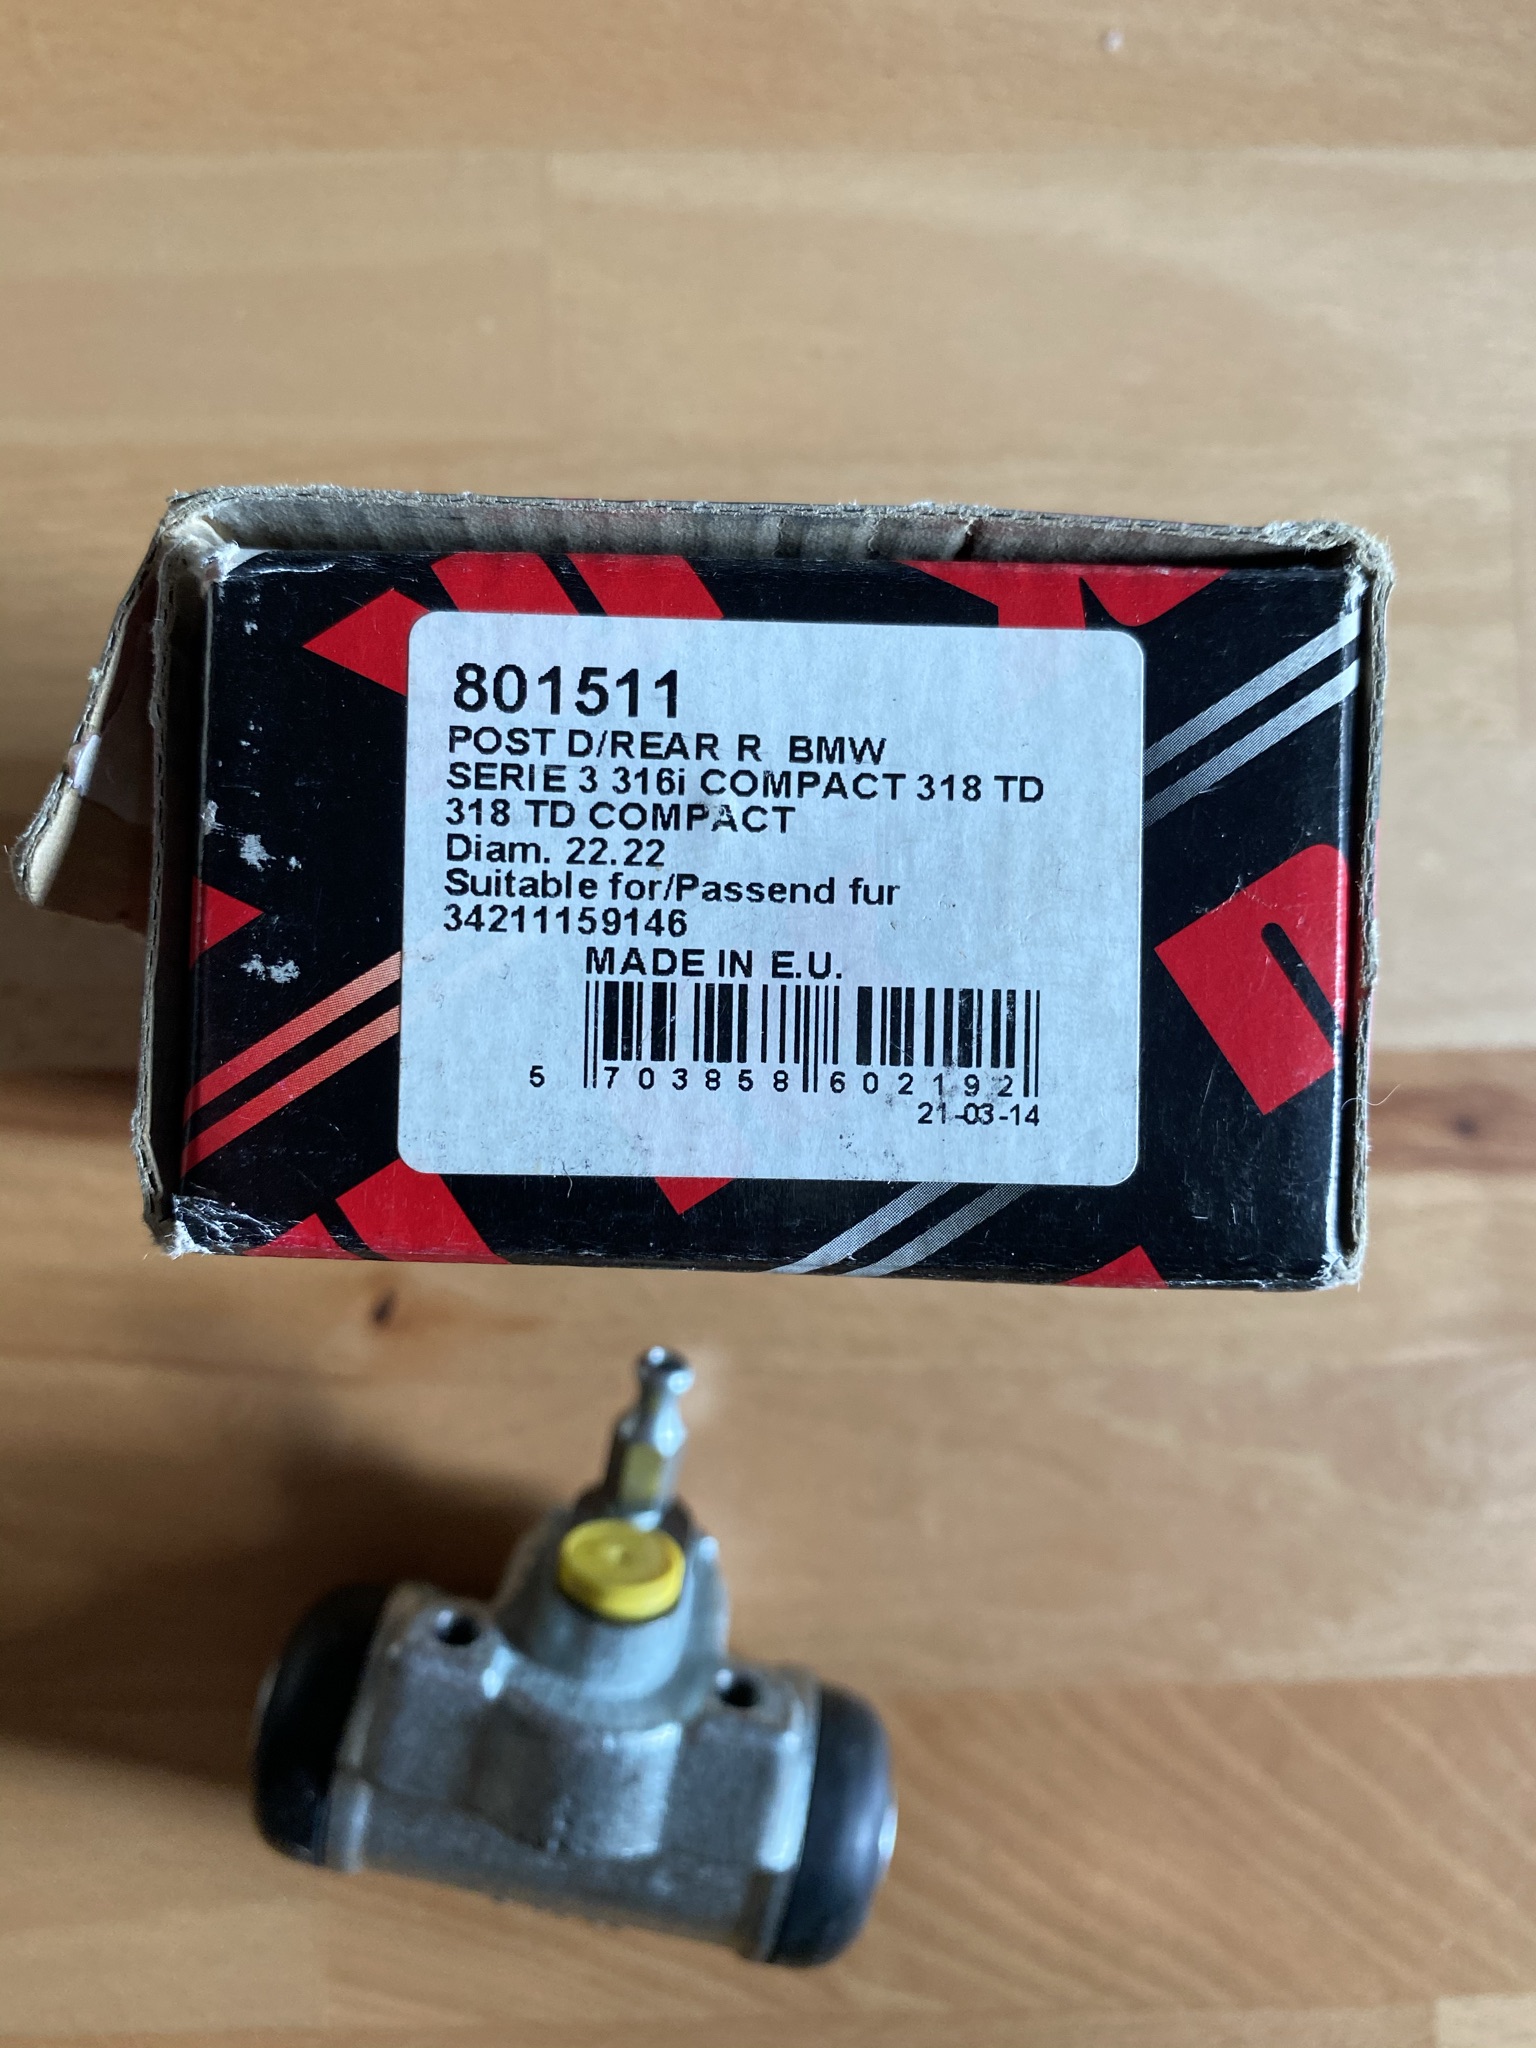 801511
POST D/REAR R BMW
SERIE 3 316i COMPACT 318 TD
318 TD COMPACT
Diam. 22.22
Suitable for/Passend fur
34211159146
MADE IN E.U.
5 703858 602192
21-03-14